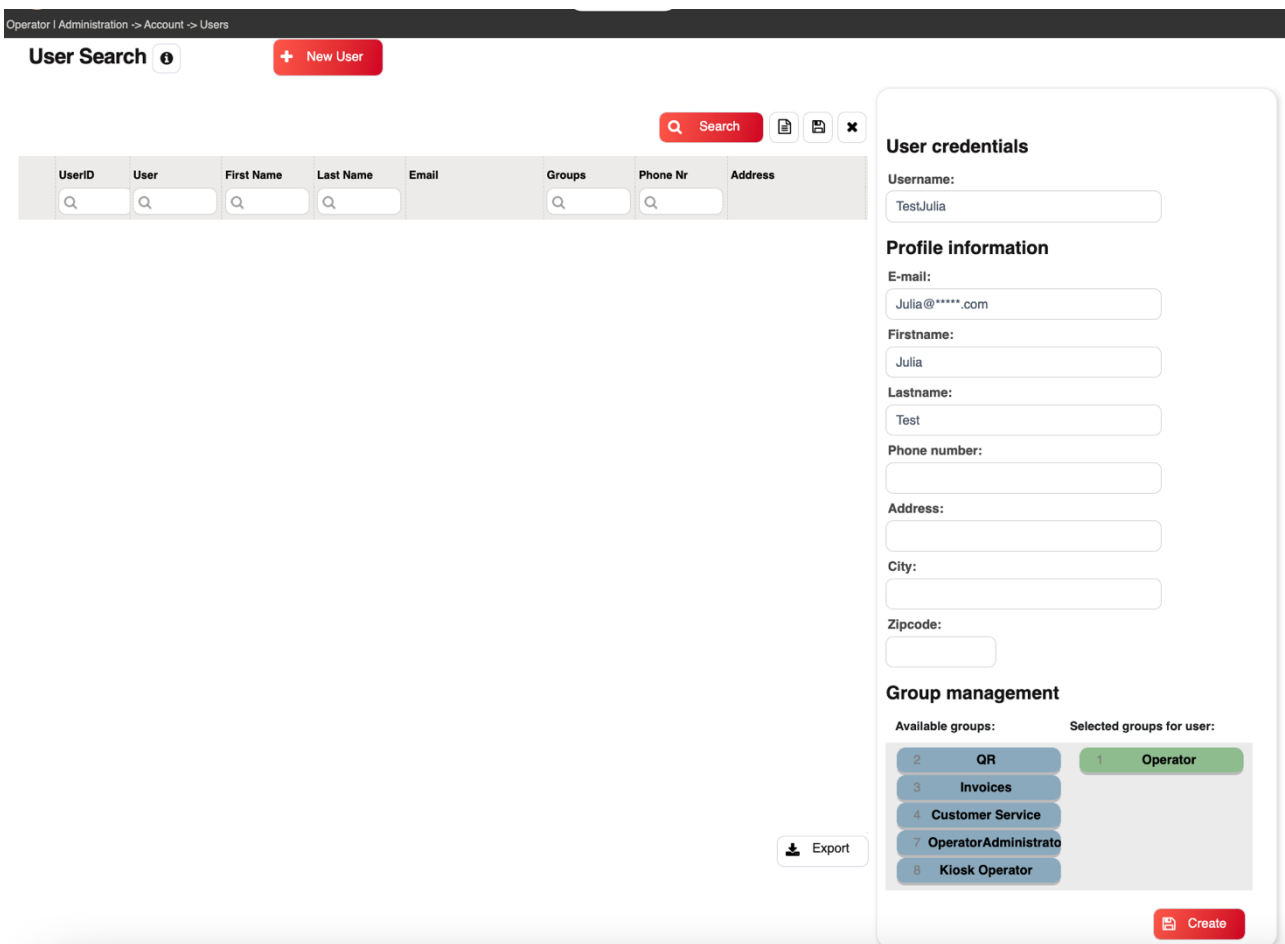 Operator | Administration -> Account -> Users
User Search
New User
Search
UserID User First Name Last Name Email Groups Phone Nr Address
User credentials
Username:
TestJulia
Profile information
E-mail:
Julia@*****.com
Firstname:
Julia
Lastname:
Test
Phone number:
Address:
City:
Zipcode:
Group management
Available groups: Selected groups for user:
2 QR 1 Operator
3 Invoices
4 Customer Service
7 OperatorAdministrato
8 Kiosk Operator
Export
Create